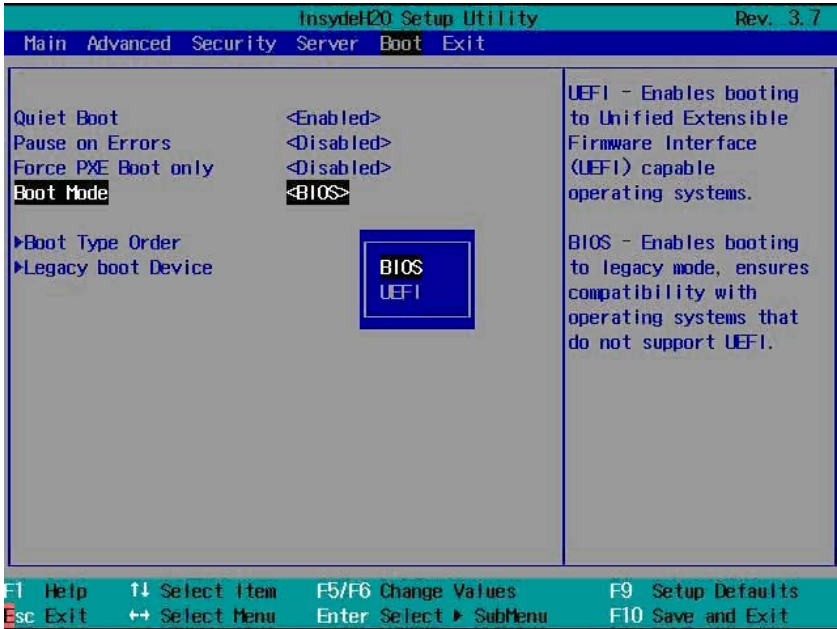 InsydeH20 Setup Utility Rev. 3.7
Main Advanced Security Server Boot Exit
Quiet Boot <Enabled>
Pause on Errors <Disabled>
Force PXE Boot only <Disabled>
Boot Mode <BIOS>
▶Boot Type Order
▶Legacy boot Device
BIOS
UEFI
UEFI - Enables booting
to Unified Extensible
Firmware Interface
(UEFI) capable
operating systems.
BIOS - Enables booting
to legacy mode, ensures
compatibility with
operating systems that
do not support UEFI.
F1 Help ↑↓ Select Item F5/F6 Change Values F9 Setup Defaults
Esc Exit ↔ Select Menu Enter Select ▶ SubMenu F10 Save and Exit